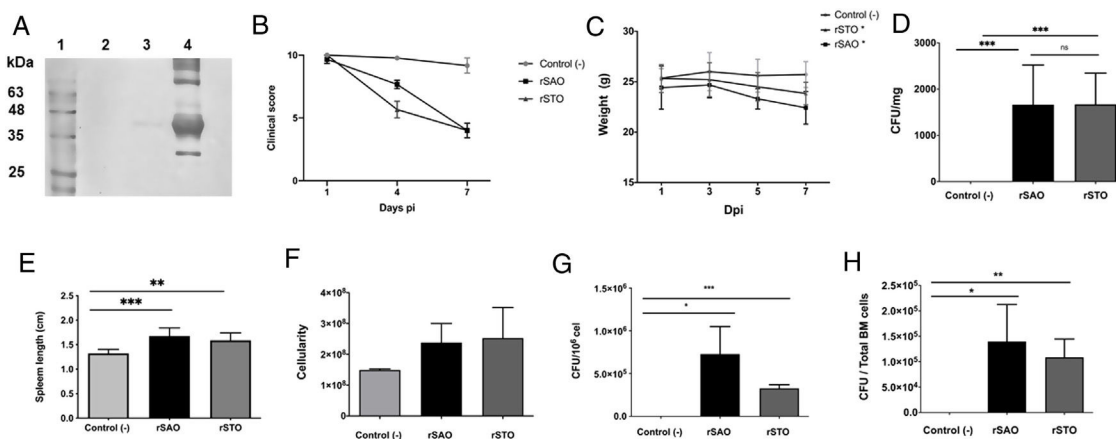 A
1 2 3 4
kDa
63
48
35
25
B
Clinical score
10
5
0
1 4 7
Days pi
Control (-)
rSAO
rSTO
C
Weight (g)
30
25
20
15
1 3 5 7
Dpi
Control (-)
rSTO *
rSAO *
D
CFU/mg
3000
2000
1000
0
***
***
ns
Control (-) rSAO rSTO
E
Spleem length (cm)
2.5
2.0
1.5
1.0
0.5
0.0
**
***
Control (-) rSAO rSTO
F
Cellularity
4×10⁸
3×10⁸
2×10⁸
1×10⁸
0
Control (-) rSAO rSTO
G
CFU/10⁶ cel
1.5×10⁶
1.0×10⁶
5.0×10⁵
0.0
***
*
Control (-) rSAO rSTO
H
CFU / Total BM cells
2.5×10⁵
2.0×10⁵
1.5×10⁵
1.0×10⁵
5.0×10⁴
0.0
**
*
Control (-) rSAO rSTO